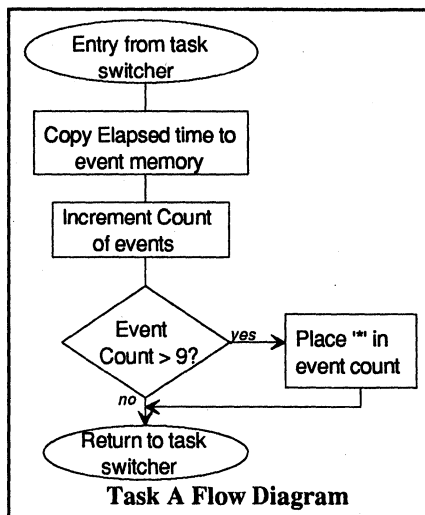 Entry from task
switcher
Copy Elapsed time to
event memory
Increment Count
of events
Event
Count > 9?
yes
Place '*' in
event count
no
Return to task
switcher
Task A Flow Diagram